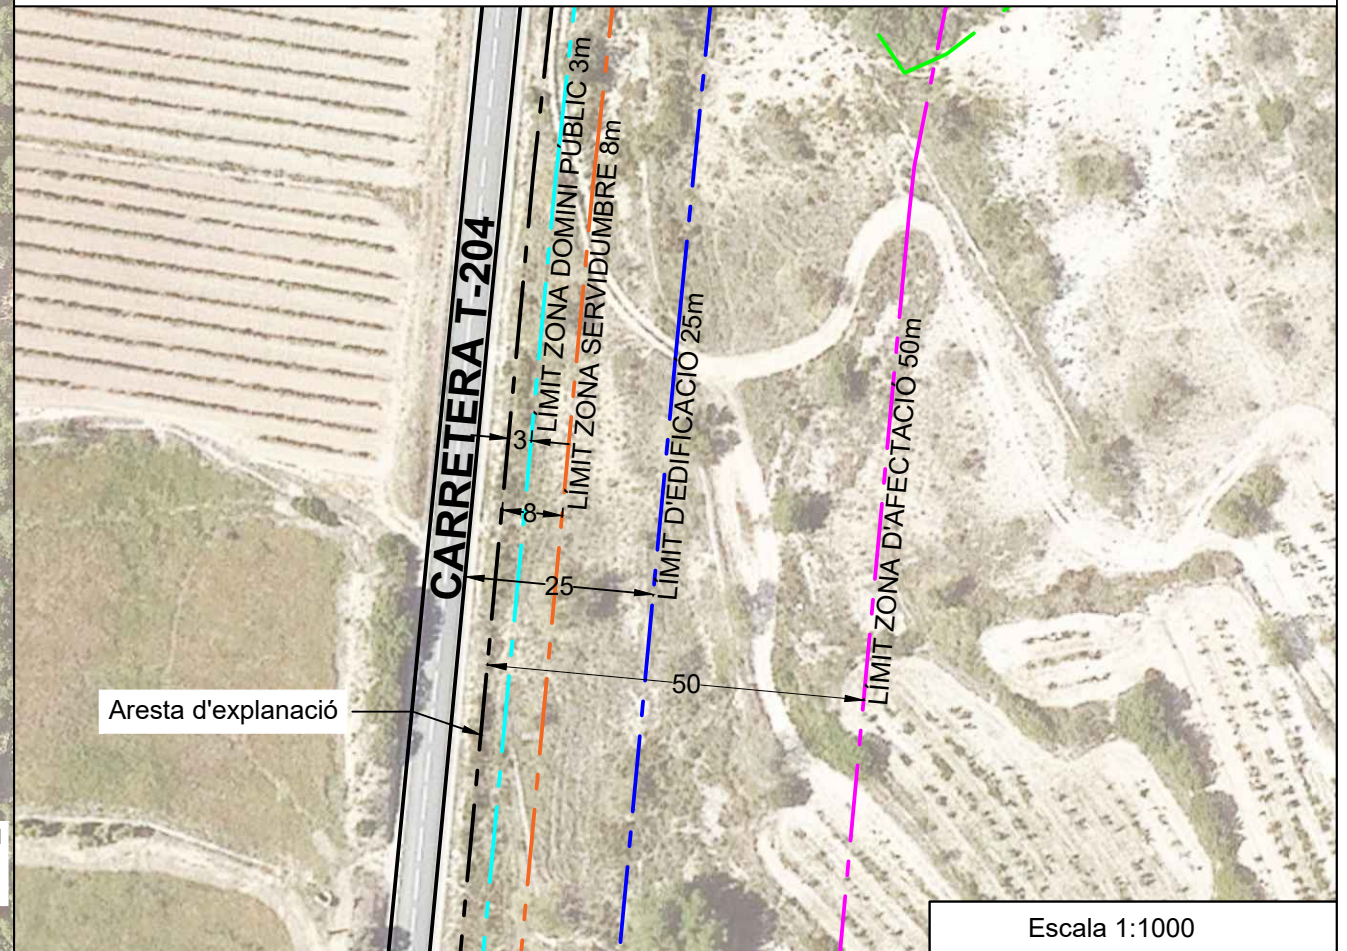 CARRETERA T-204
LÍMIT ZONA DOMINI PÚBLIC 3m
LÍMIT ZONA SERVIDUMBRE 8m
LÍMIT D'EDIFICACIÓ 25m
LÍMIT ZONA D'AFECTACIÓ 50m
3
8
25
50
Aresta d'explanació
Escala 1:1000